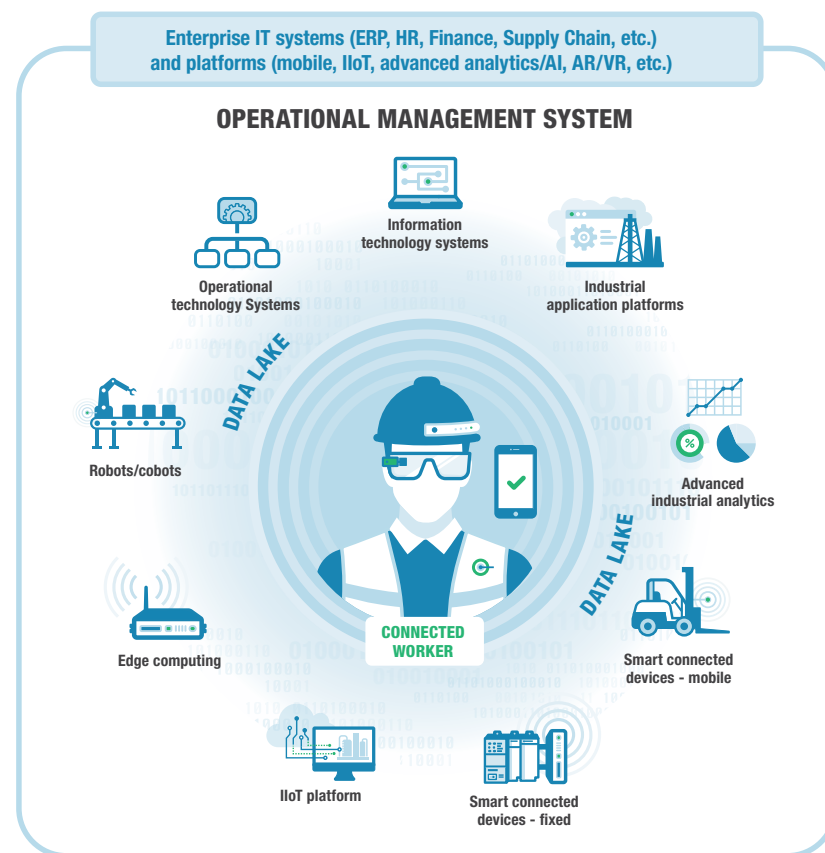 Enterprise IT systems (ERP, HR, Finance, Supply Chain, etc.)
and platforms (mobile, IIoT, advanced analytics/AI, AR/VR, etc.)
OPERATIONAL MANAGEMENT SYSTEM
Information
technology systems
Operational
technology Systems
Industrial
application platforms
DATA LAKE
Robots/cobots
%
Advanced
industrial analytics
DATA LAKE
Edge computing
CONNECTED
WORKER
Smart connected
devices - mobile
IIoT platform
Smart connected
devices - fixed